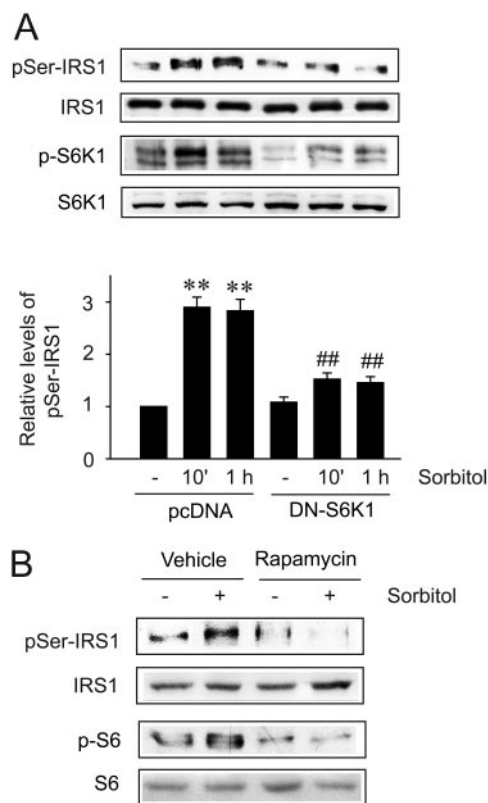 A
pSer-IRS1
IRS1
p-S6K1
S6K1
Relative levels of
pSer-IRS1
3
2
1
0
** **
## ##
- 10' 1 h - 10' 1 h Sorbitol
pcDNA DN-S6K1
B
Vehicle Rapamycin
- + - + Sorbitol
pSer-IRS1
IRS1
p-S6
S6